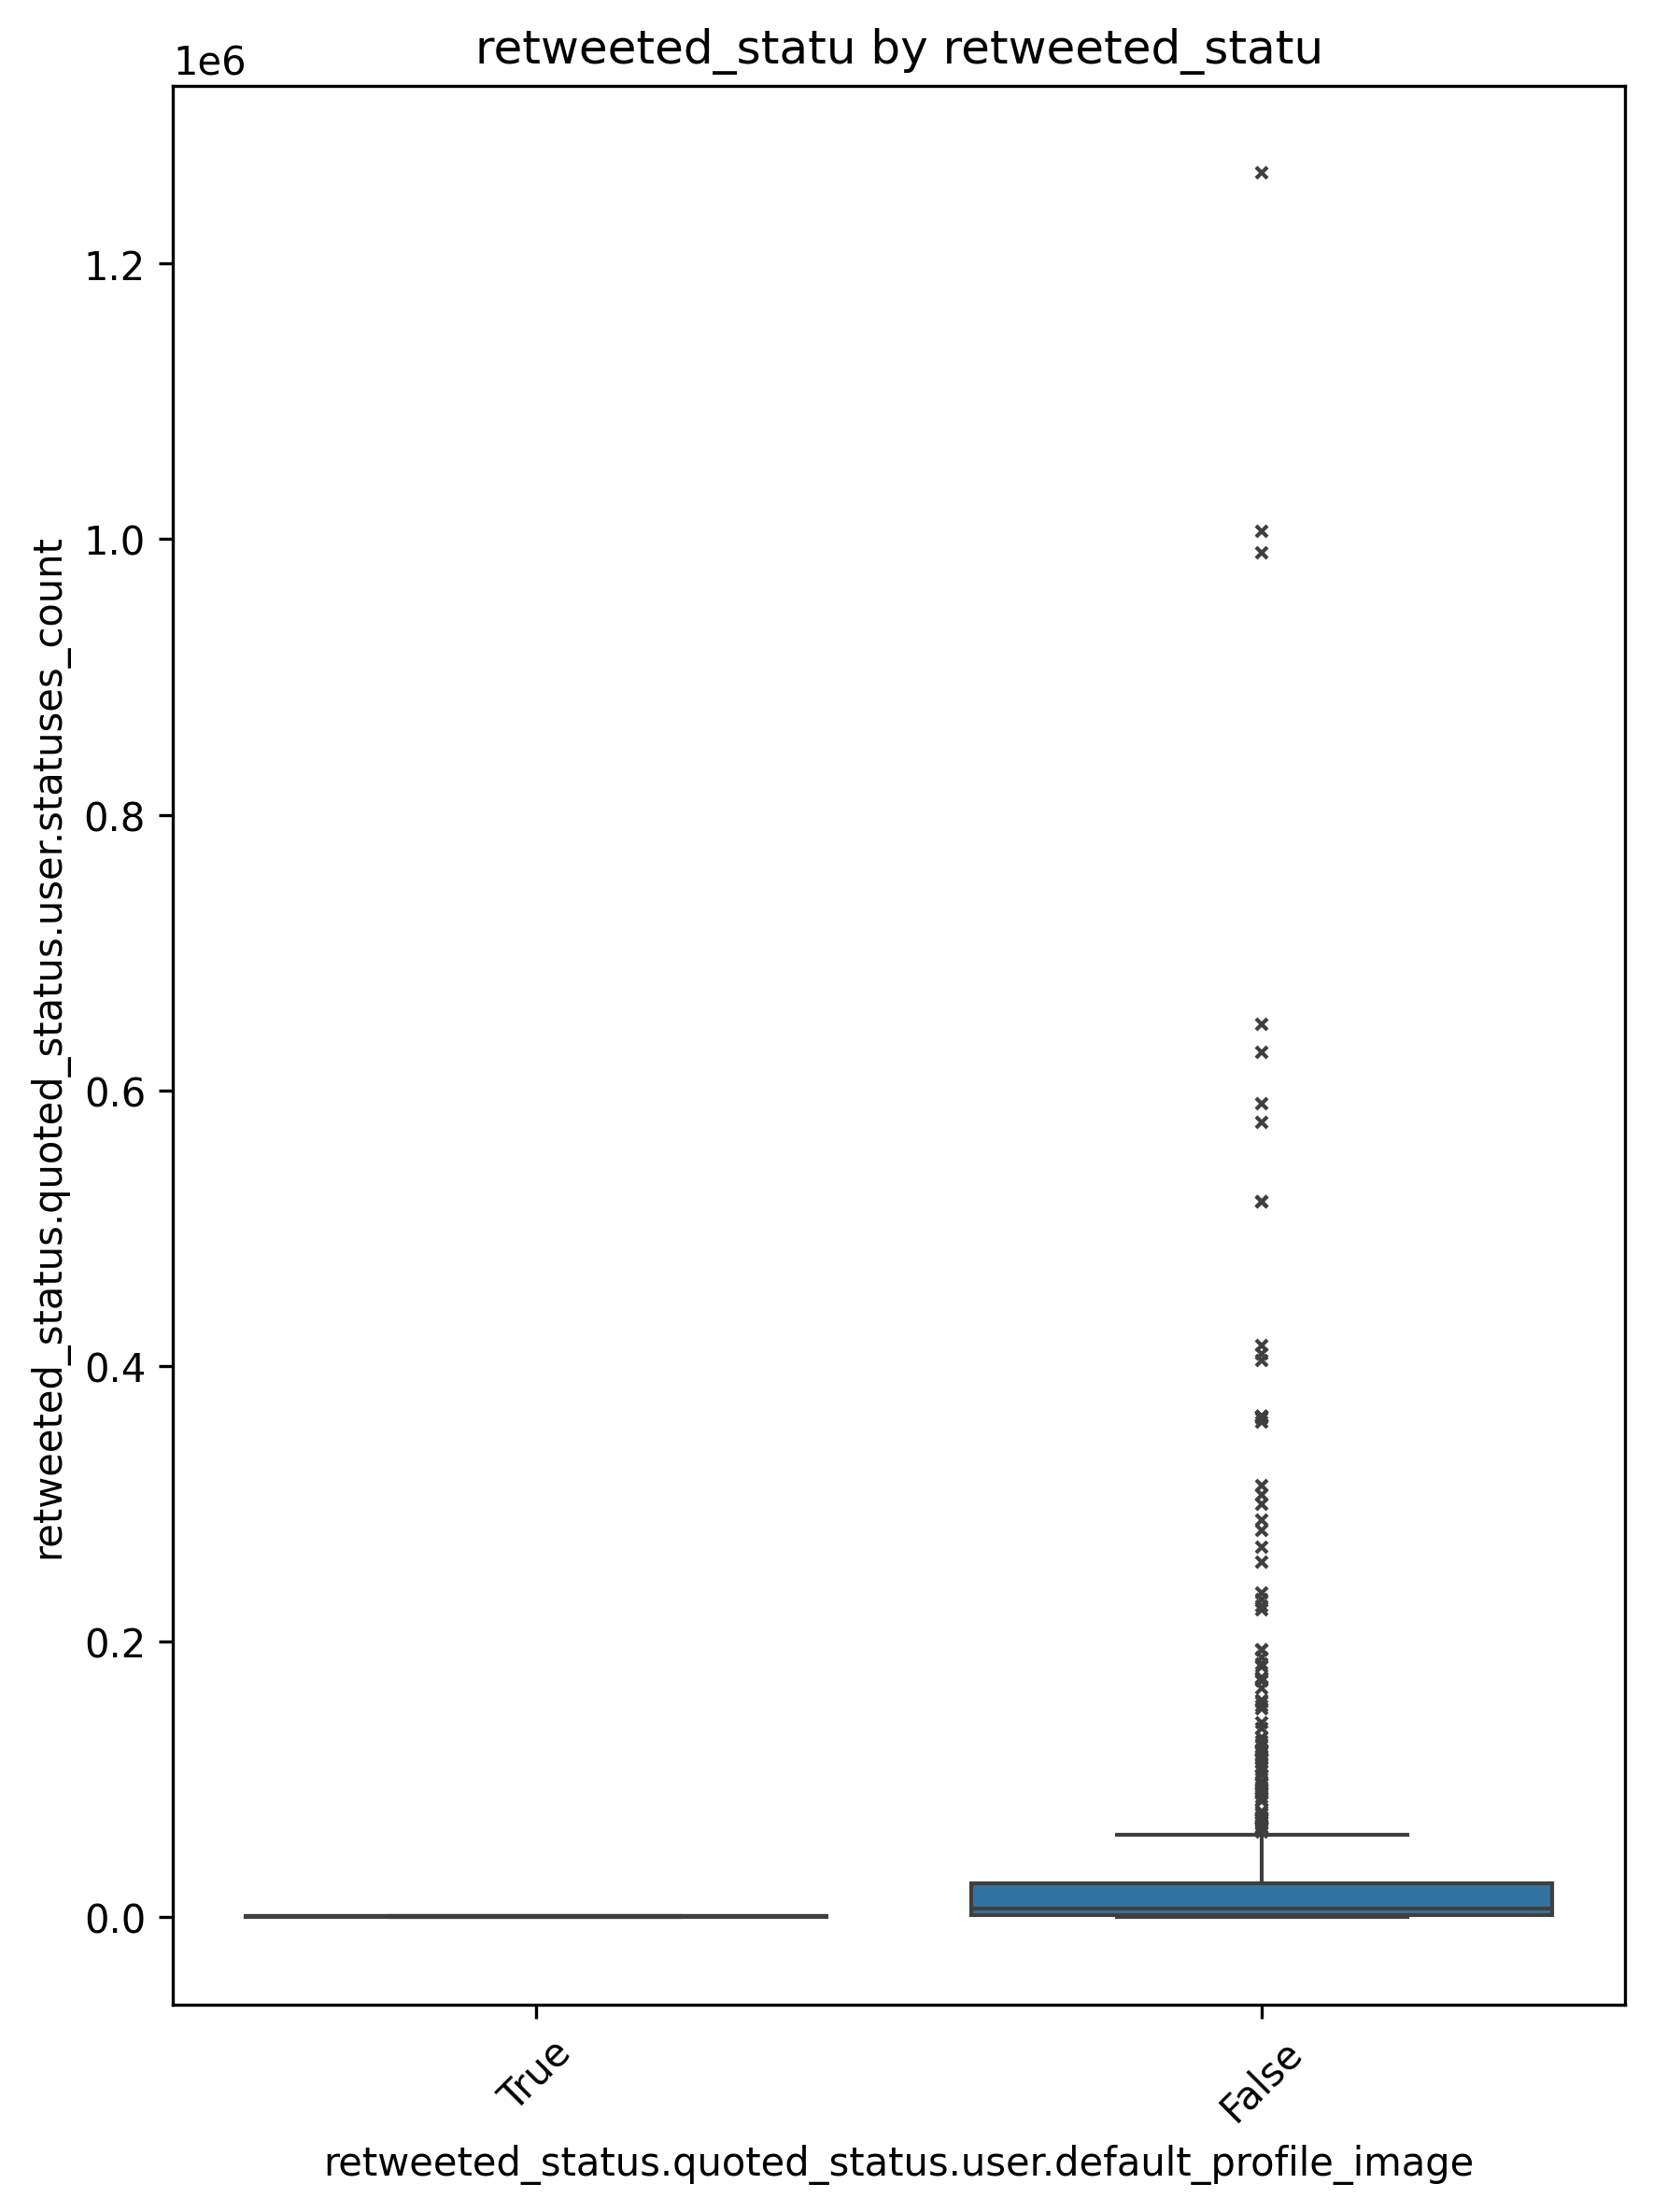 retweeted_statu by retweeted_statu
1e6
1.2
1.0
0.8
0.6
0.4
0.2
0.0
retweeted_status.quoted_status.user.statuses_count
True
False
retweeted_status.quoted_status.user.default_profile_image